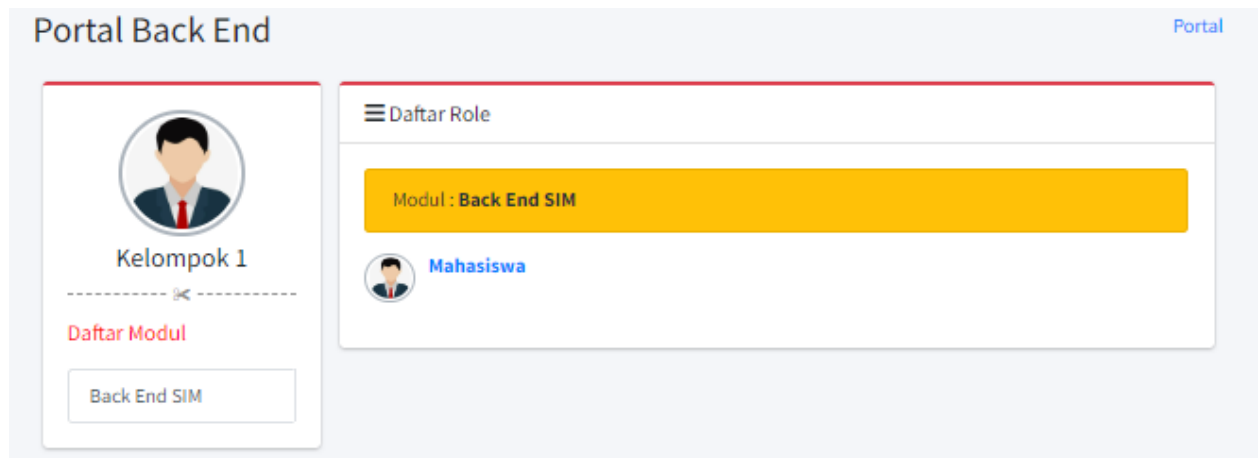 Portal Back End
Portal
Kelompok 1
Daftar Modul
Back End SIM
Daftar Role
Modul : Back End SIM
Mahasiswa